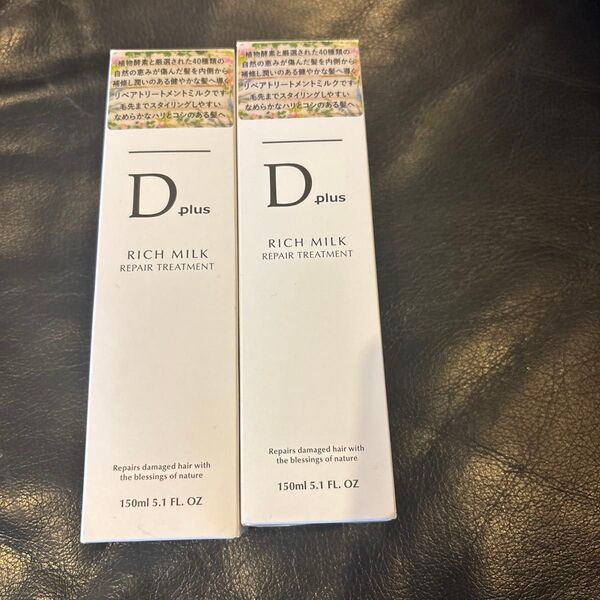 植物酵素と厳選された40種類の
自然の恵みが傷んだ髪を内側から
補修し潤いのある健やかな髪へ導く
リペアトリートメントミルクです
毛先までスタイリングしやすい
なめらかなハリとコシのある髪へ
D plus
RICH MILK
REPAIR TREATMENT
Repairs damaged hair with
the blessings of nature
150ml 5.1 FL. OZ
植物酵素と厳選された40種類の
自然の恵みが傷んだ髪を内側から
補修し潤いのある健やかな髪へ導
リペアトリートメントミルクです
毛先までスタイリングしやすい
なめらかなハリとコシのある髪へ
D plus
RICH MILK
REPAIR TREATMENT
Repairs damaged hair with
the blessings of nature
150ml 5.1 FL. OZ